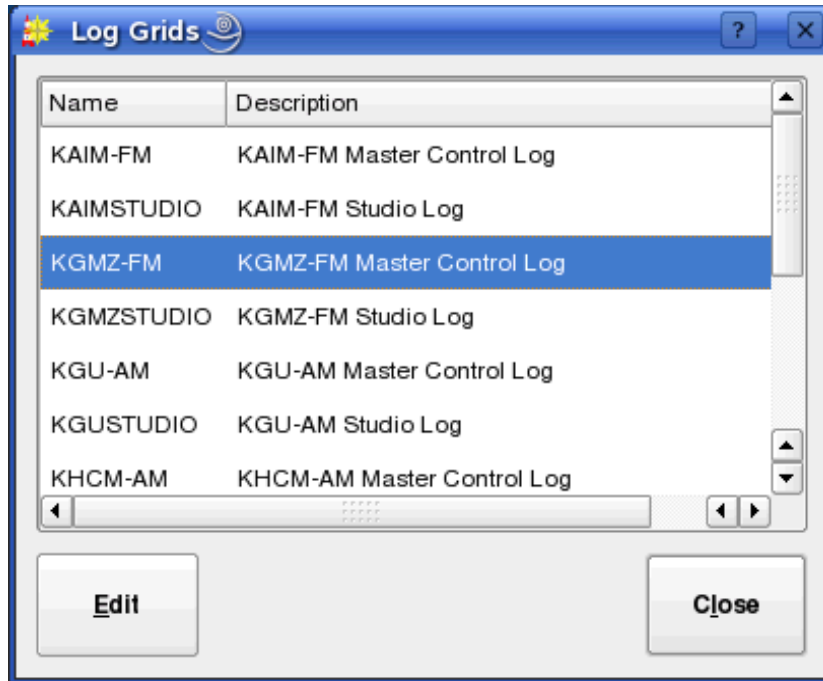 Log Grids ?
Name Description
KAIM-FM KAIM-FM Master Control Log
KAIMSTUDIO KAIM-FM Studio Log
KGMZ-FM KGMZ-FM Master Control Log
KGMZSTUDIO KGMZ-FM Studio Log
KGU-AM KGU-AM Master Control Log
KGUSTUDIO KGU-AM Studio Log
KHCM-AM KHCM-AM Master Control Log
Edit Close